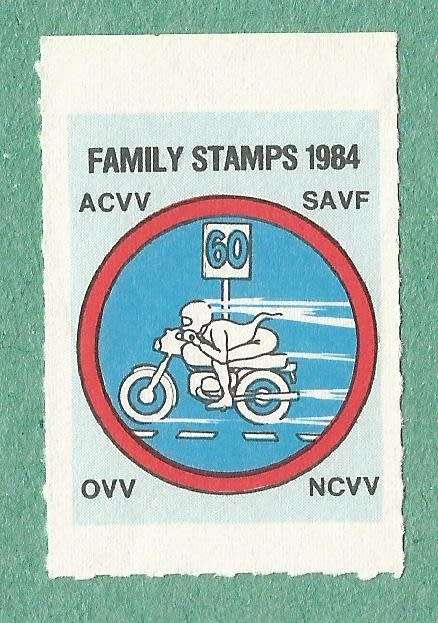 FAMILY STAMPS 1984
ACVV SAVF
60
OVV NCVV